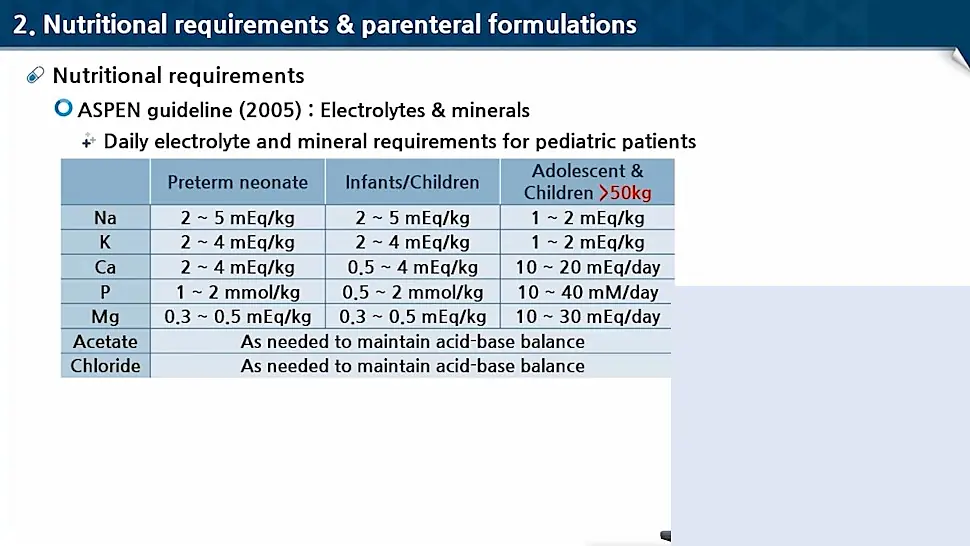 2. Nutritional requirements & parenteral formulations
Nutritional requirements
ASPEN guideline (2005) : Electrolytes & minerals
Daily electrolyte and mineral requirements for pediatric patients
Preterm neonate Infants/Children Adolescent & Children >50kg
Na 2 ~ 5 mEq/kg 2 ~ 5 mEq/kg 1 ~ 2 mEq/kg
K 2 ~ 4 mEq/kg 2 ~ 4 mEq/kg 1 ~ 2 mEq/kg
Ca 2 ~ 4 mEq/kg 0.5 ~ 4 mEq/kg 10 ~ 20 mEq/day
P 1 ~ 2 mmol/kg 0.5 ~ 2 mmol/kg 10 ~ 40 mM/day
Mg 0.3 ~ 0.5 mEq/kg 0.3 ~ 0.5 mEq/kg 10 ~ 30 mEq/day
Acetate As needed to maintain acid-base balance
Chloride As needed to maintain acid-base balance